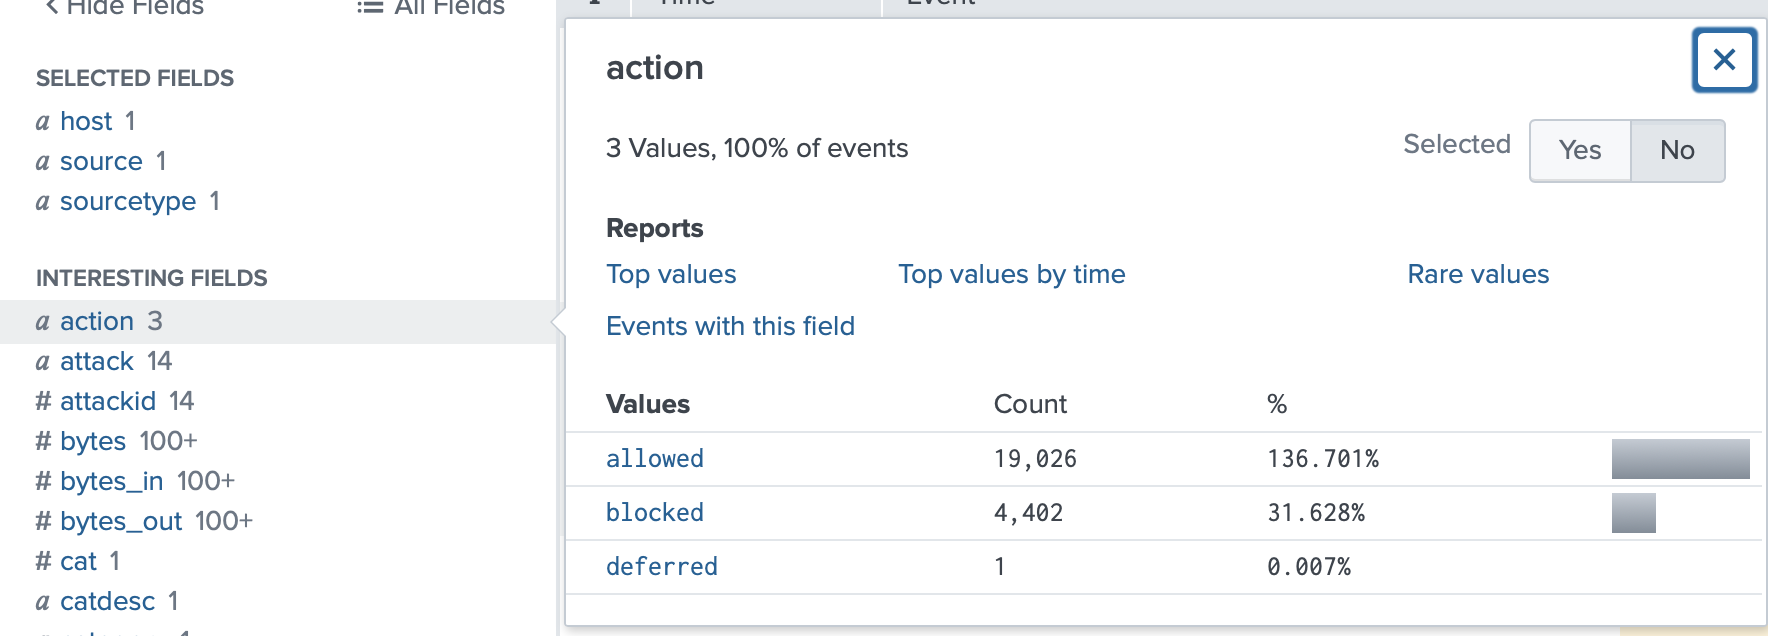 Hide Fields
All Fields
i
Time
Event
SELECTED FIELDS
a host 1
a source 1
a sourcetype 1
INTERESTING FIELDS
a action 3
a attack 14
# attackid 14
# bytes 100+
# bytes_in 100+
# bytes_out 100+
# cat 1
a catdesc 1
action
3 Values, 100% of events
Selected
Yes
No
Reports
Top values
Top values by time
Rare values
Events with this field
Values Count %
allowed 19,026 136.701%
blocked 4,402 31.628%
deferred 1 0.007%